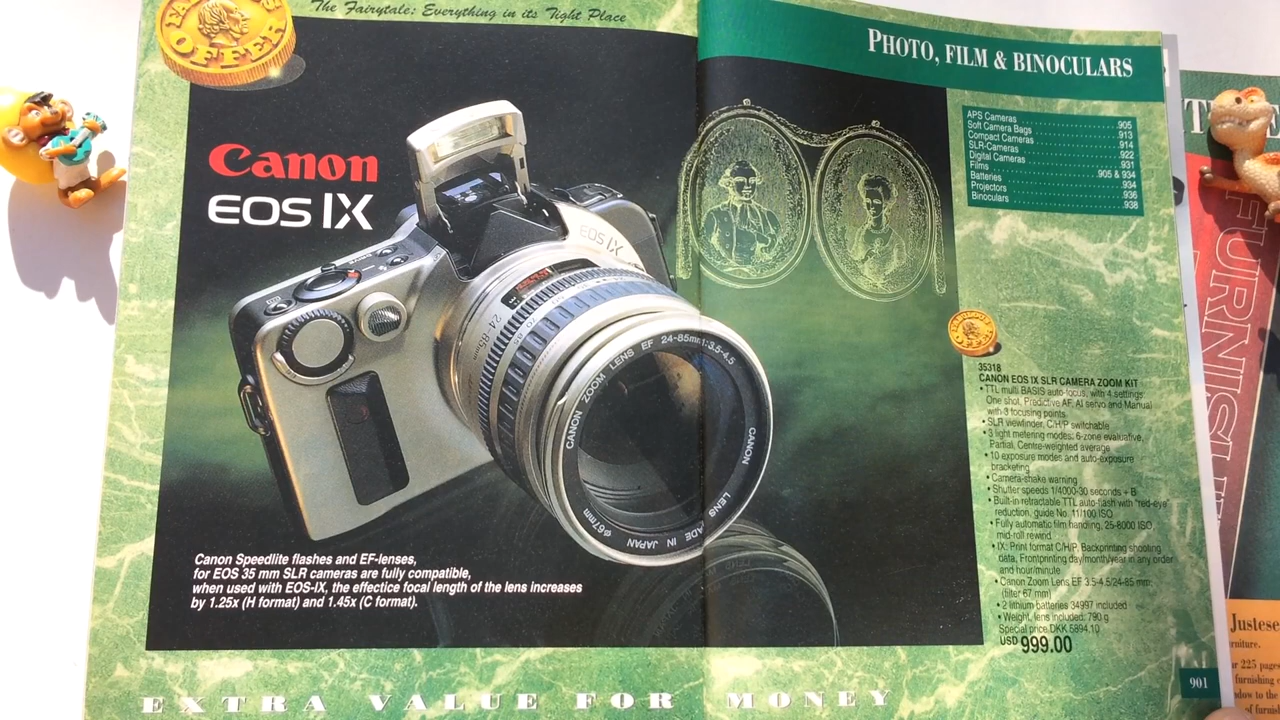 The Fairytale: Everything in its Tight Place
OFFER
PHOTO, FILM & BINOCULARS
APS Cameras .905
Soft Camera Bags .913
Compact Cameras .914
SLR-Cameras .922
Digital Cameras .931
Films .905 & 934
Batteries .934
Projectors .936
Binoculars .938
Canon
EOS IX
EOS IX
24-85mm
CANON ZOOM LENS EF 24-85mm 1:3.5-4.5
CANON LENS MADE IN JAPAN ⌀67mm
Canon Speedlite flashes and EF-lenses,
for EOS 35 mm SLR cameras are fully compatible,
when used with EOS-IX, the effectice focal length of the lens increases
by 1.25x (H format) and 1.45x (C format).
35318
CANON EOS IX SLR CAMERA ZOOM KIT
• TTL multi BASIS auto-focus, with 4 settings:
One shot, Predictive AF, AI servo and Manual
with 3 focusing points
• SLR viewfinder, C/H/P switchable
• 3 light metering modes: 6-zone evaluative,
Partial, Centre-weighted average
• 10 exposure modes and auto-exposure
bracketing
• Camera-shake warning
• Shutter speeds 1/4000-30 seconds + B
• Built-in retractable TTL auto-flash with "red-eye"
reduction, guide No. 11/100 ISO
• Fully automatic film handling, 25-8000 ISO,
mid-roll rewind
• IX: Print format C/H/P, Backprinting shooting
data, Frontprinting day/month/year in any order
and hour/minute
• Canon Zoom Lens EF 3.5-4.5/24-85 mm,
(filter 67 mm)
• 2 lithium batteries 34997 included
• Weight, lens included: 780 g
Special price DKK 5894.10
USD 999.00
EXTRA VALUE FOR MONEY
901
FURNISH
Justese
225 pages
furnishing